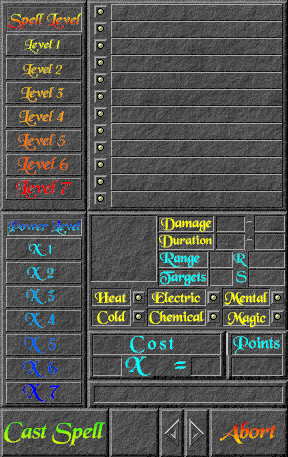 Spell Level
Level 1
Level 2
Level 3
Level 4
Level 5
Level 6
Level 7
Power Level
X 1
X 2
X 3
X 4
X 5
X 6
X 7
Damage –
Duration –
Range R
Targets S
Heat Electric Mental
Cold Chemical Magic
Cost Points
X =
Cast Spell Abort